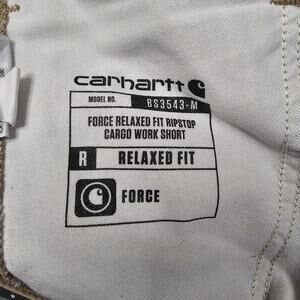 carhartt
MODEL NO. BS3543-M
FORCE RELAXED FIT RIPSTOP
CARGO WORK SHORT
R RELAXED FIT
FORCE